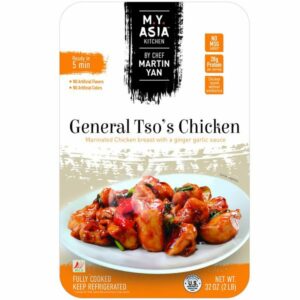 M.Y. ASIA
KITCHEN
BY CHEF
MARTIN
YAN
Ready in
5 min
No Artificial Flavors
No Artificial Colors
NO
MSG
Protein
General Tso's Chicken
Marinated Chicken breast with a ginger garlic sauce
FULLY COOKED
KEEP REFRIGERATED
NET WT.
32 OZ (2 LB)